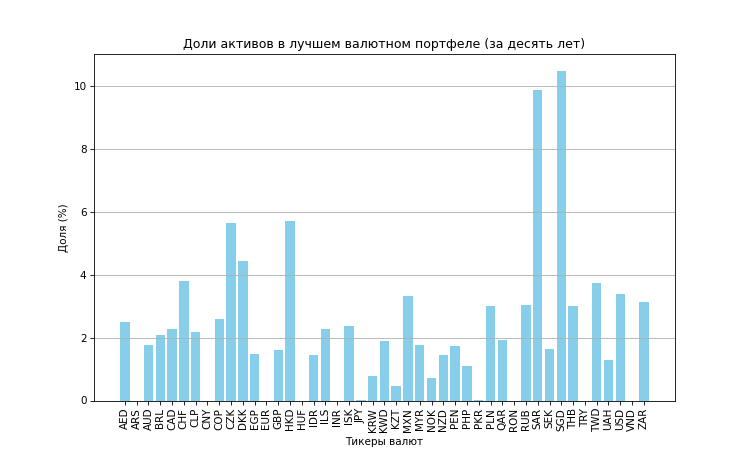 Доли активов в лучшем валютном портфеле (за десять лет)
Доля (%)
10
8
6
4
2
0
AED ARS AUD BRL CAD CHF CLP CNY COP CZK DKK EGP EUR GBP HKD HUF IDR ILS INR ISK JPY KRW KWD KZT MXN MYR NOK NZD PEN PHP PKR PLN QAR RON RUB SAR SEK SGD THB TRY TWD UAH USD VND ZAR
Тикеры валют